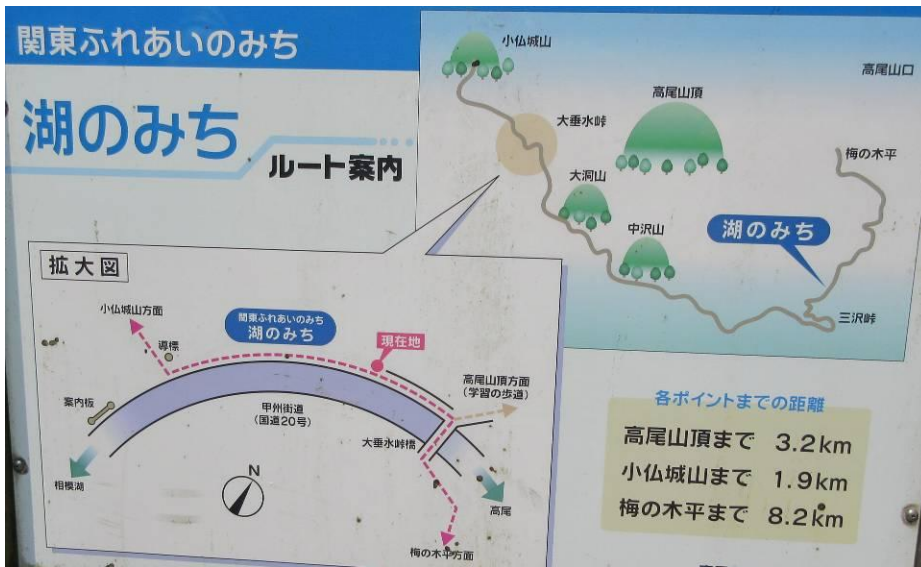 関東ふれあいのみち
湖のみち
ルート案内
小仏城山
高尾山口
高尾山頂
大垂水峠
梅の木平
大洞山
中沢山
湖のみち
三沢峠
拡大図
小仏城山方面
関東ふれあいのみち
湖のみち
現在地
導標
高尾山頂方面
(学習の歩道)
案内板
甲州街道
(国道20号)
大垂水峠橋
N
相模湖
高尾
梅の木平方面
各ポイントまでの距離
高尾山頂まで 3.2km
小仏城山まで 1.9km
梅の木平まで 8.2km